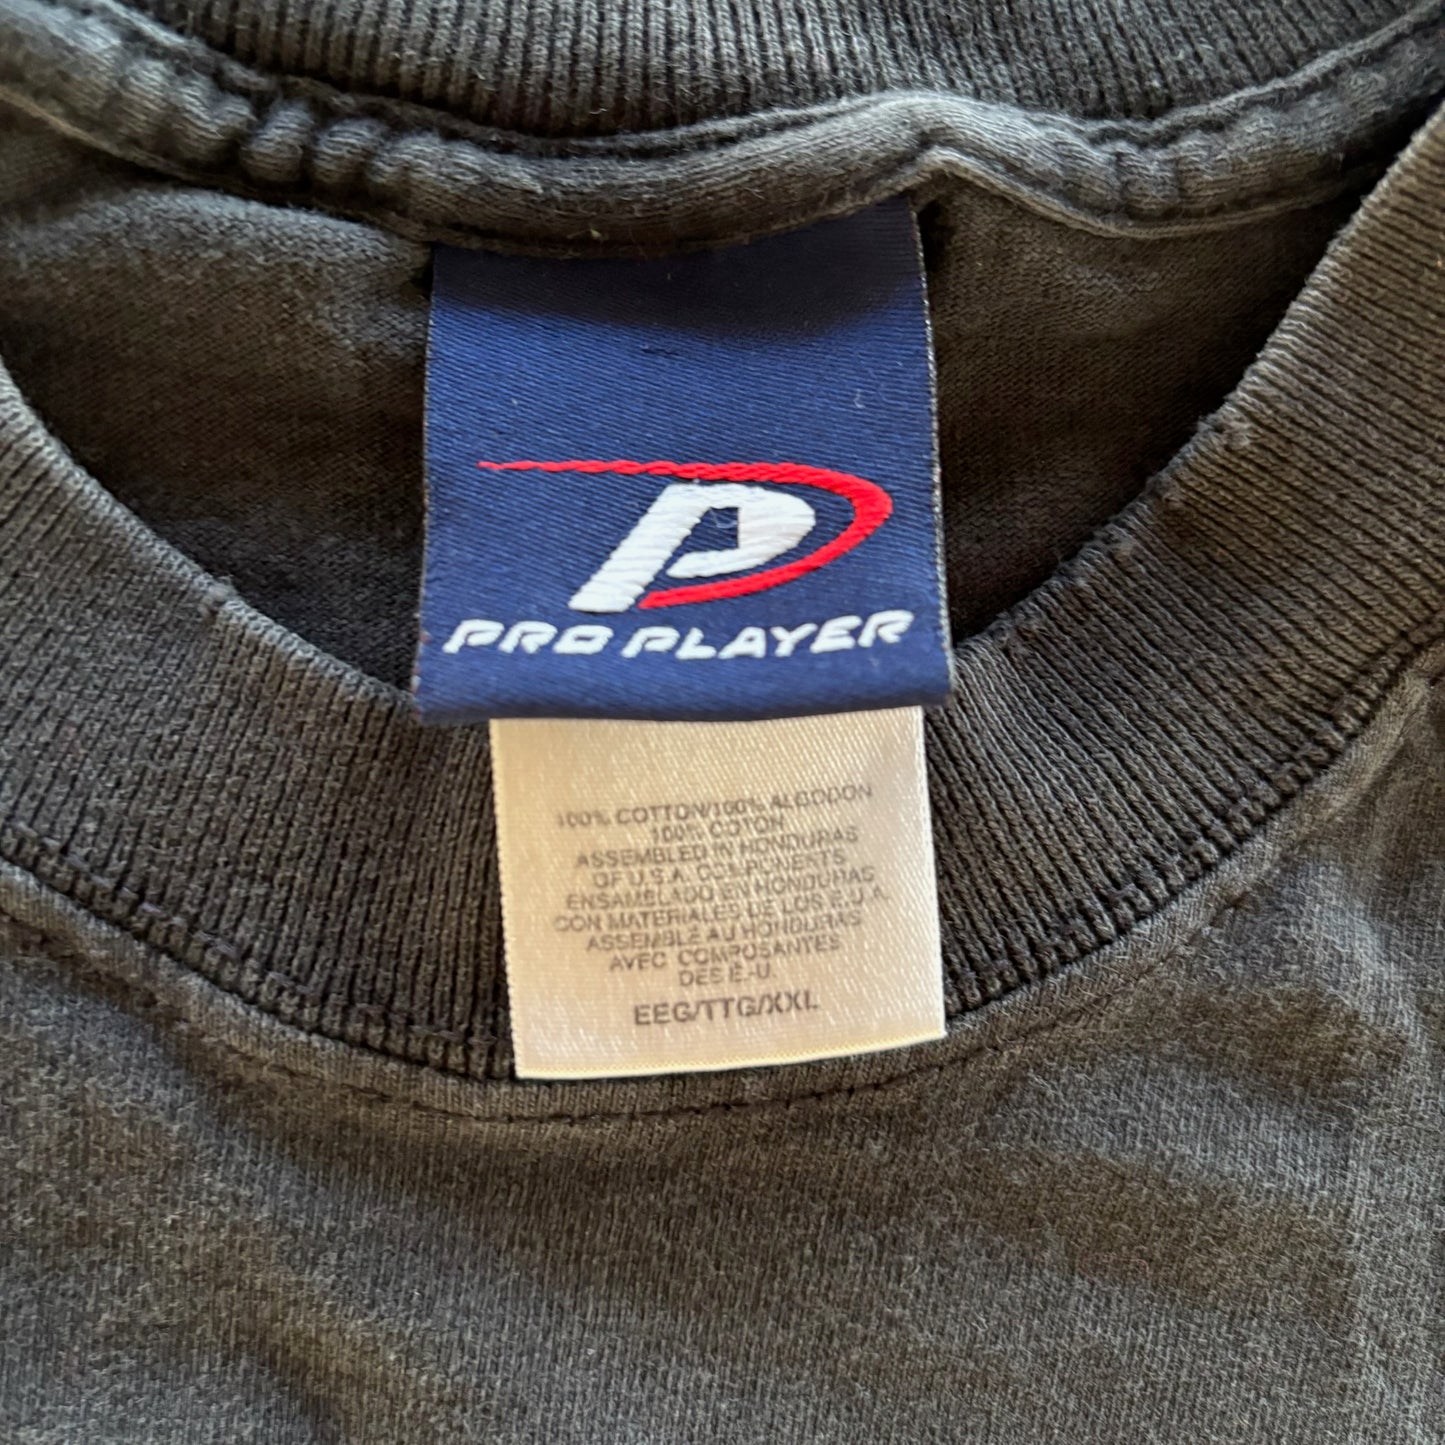 P
PRO PLAYER
100% COTTON/100% ALGODON
100% COTON
ASSEMBLED IN HONDURAS
OF U.S.A. COMPONENTS
ENSAMBLADO EN HONDURAS
CON MATERIALES DE LOS E.U.A.
ASSEMBLÉ AU HONDURAS
AVEC COMPOSANTES
DES É.-U.
EEG/TTG/XXL